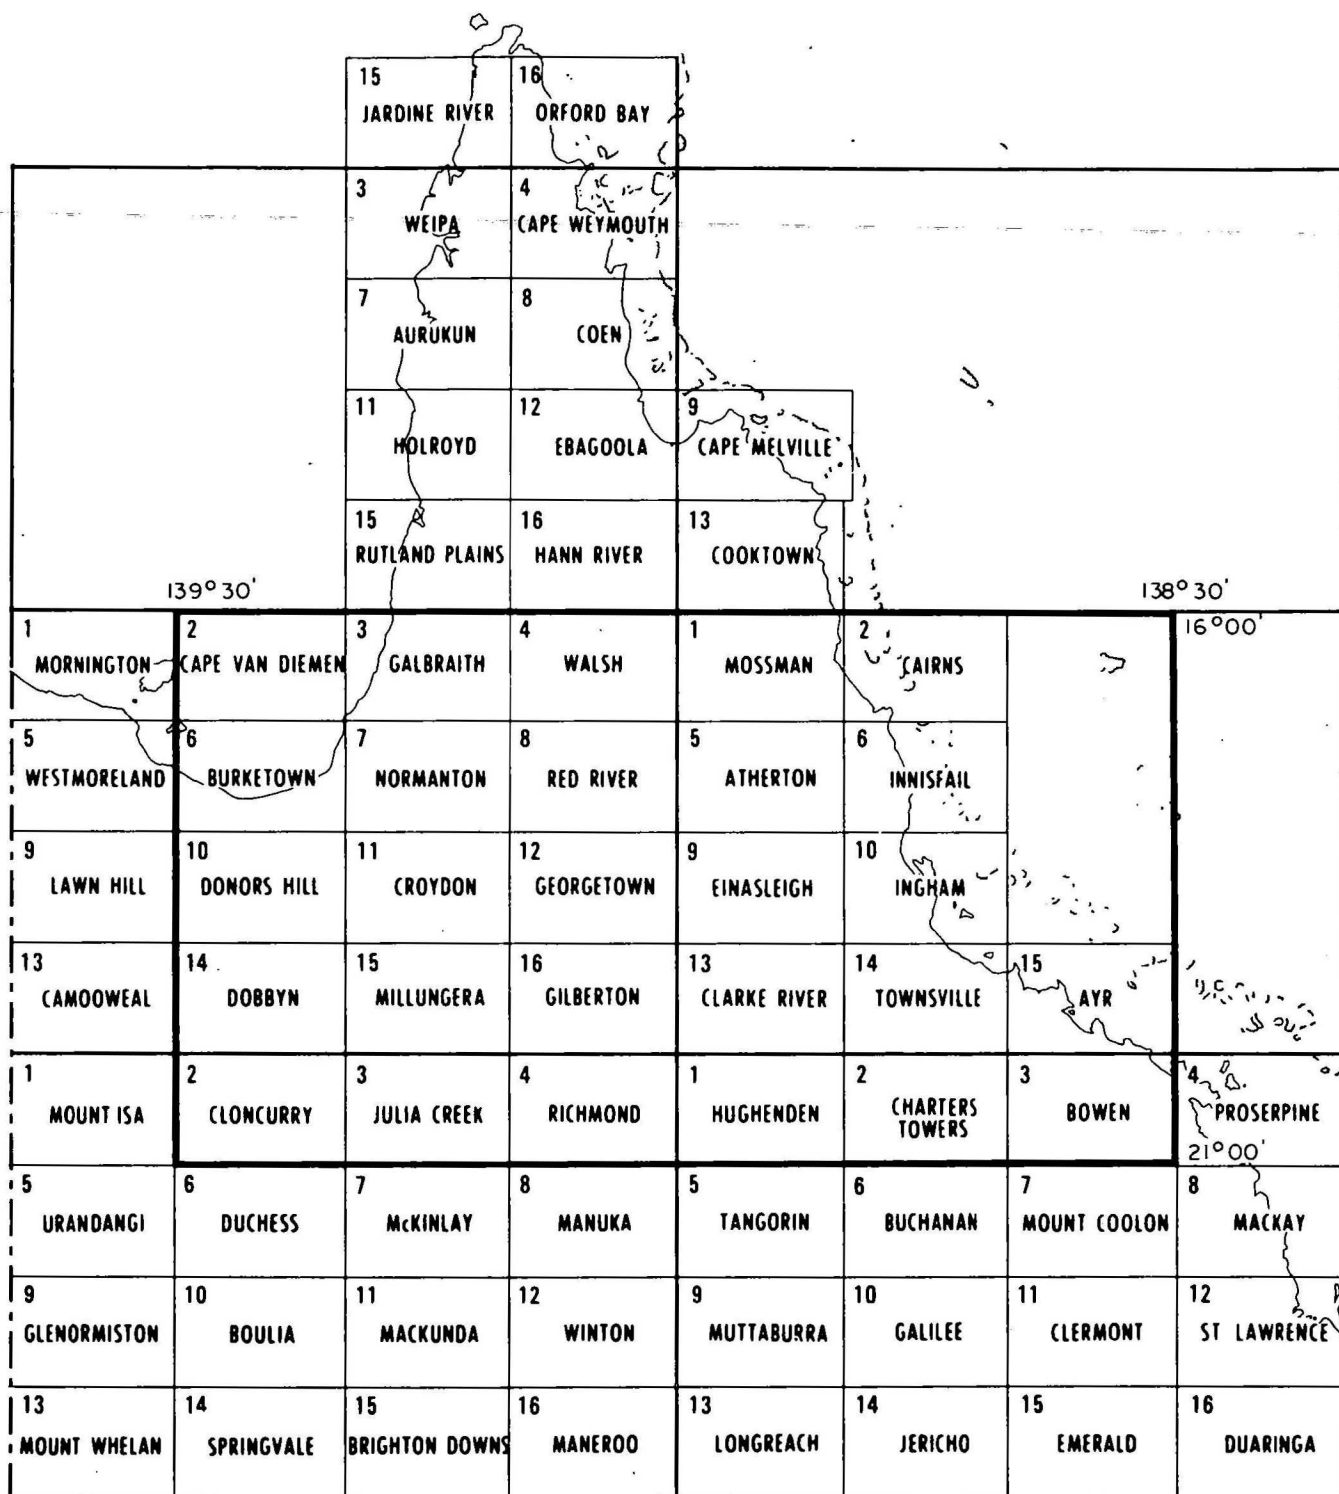 15 16
JARDINE RIVER ORFORD BAY
3 4
WEIPA CAPE WEYMOUTH
7 8
AURUKUN COEN
11 12 9
HOLROYD EBAGOOLA CAPE MELVILLE
15 16 13
RUTLAND PLAINS HANN RIVER COOKTOWN
139°30' 138°30'
1 2 3 4 1 2 16°00'
MORNINGTON CAPE VAN DIEMEN GALBRAITH WALSH MOSSMAN CAIRNS
5 6 7 8 5 6
WESTMORELAND BURKETOWN NORMANTON RED RIVER ATHERTON INNISFAIL
9 10 11 12 9 10
LAWN HILL DONORS HILL CROYDON GEORGETOWN EINASLEIGH INGHAM
13 14 15 16 13 14 15
CAMOOWEAL DOBBYN MILLUNGERA GILBERTON CLARKE RIVER TOWNSVILLE AYR
1 2 3 4 1 2 3 4
MOUNT ISA CLONCURRY JULIA CREEK RICHMOND HUGHENDEN CHARTERS BOWEN PROSERPINE
TOWERS
21°00'
5 6 7 8 5 6 7 8
URANDANGI DUCHESS McKINLAY MANUKA TANGORIN BUCHANAN MOUNT COOLON MACKAY
9 10 11 12 9 10 11 12
GLENORMISTON BOULIA MACKUNDA WINTON MUTTABURRA GALILEE CLERMONT ST LAWRENCE
13 14 15 16 13 14 15 16
MOUNT WHELAN SPRINGVALE BRIGHTON DOWNS MANEROO LONGREACH JERICHO EMERALD DUARINGA